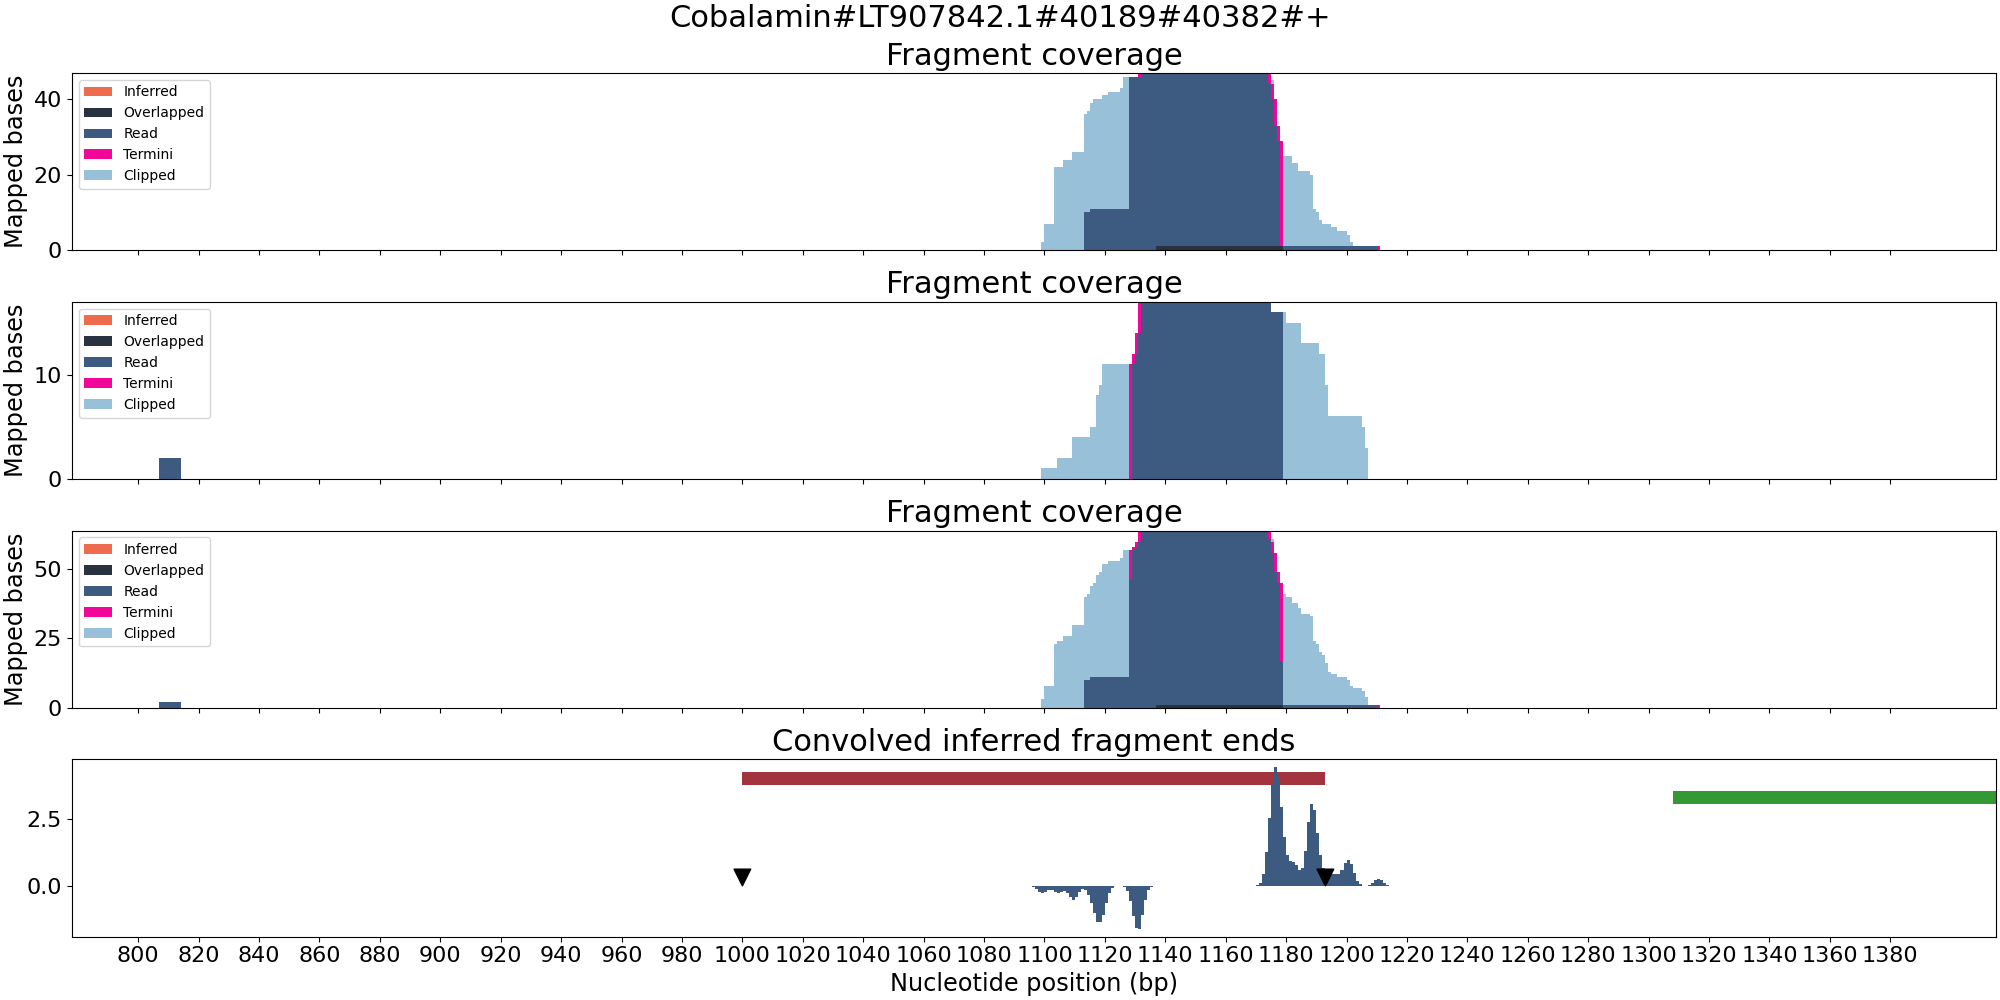 Cobalamin#LT907842.1#40189#40382#+
Fragment coverage
Mapped bases
40
20
0
Inferred
Overlapped
Read
Termini
Clipped
Fragment coverage
Mapped bases
10
0
Inferred
Overlapped
Read
Termini
Clipped
Fragment coverage
Mapped bases
50
25
0
Inferred
Overlapped
Read
Termini
Clipped
Convolved inferred fragment ends
2.5
0.0
800 820 840 860 880 900 920 940 960 980 1000 1020 1040 1060 1080 1100 1120 1140 1160 1180 1200 1220 1240 1260 1280 1300 1320 1340 1360 1380
Nucleotide position (bp)